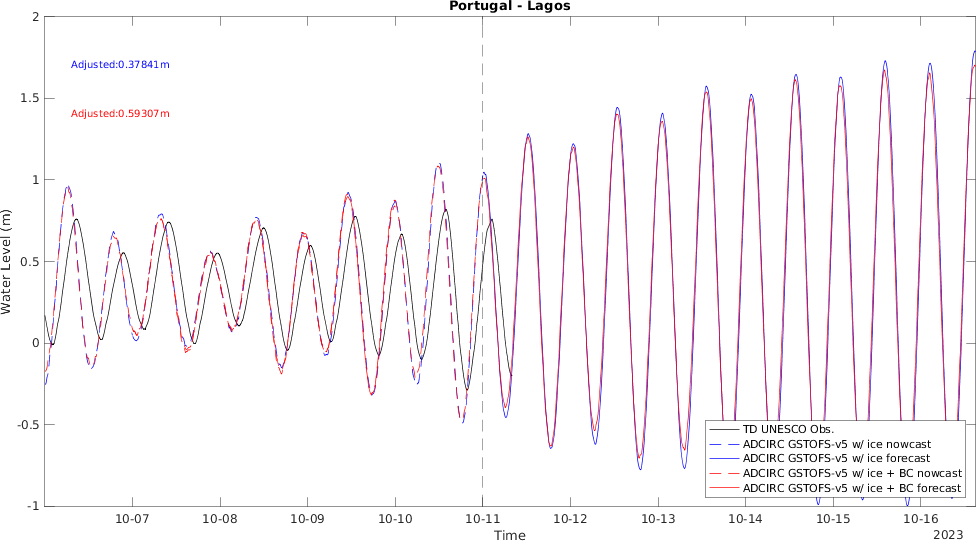 Portugal - Lagos
Adjusted:0.37841m
Adjusted:0.59307m
Water Level (m)
2
1.5
1
0.5
0
-0.5
-1
TD UNESCO Obs.
ADCIRC GSTOFS-v5 w/ ice nowcast
ADCIRC GSTOFS-v5 w/ ice forecast
ADCIRC GSTOFS-v5 w/ ice + BC nowcast
ADCIRC GSTOFS-v5 w/ ice + BC forecast
10-07 10-08 10-09 10-10 10-11 10-12 10-13 10-14 10-15 10-16
Time
2023